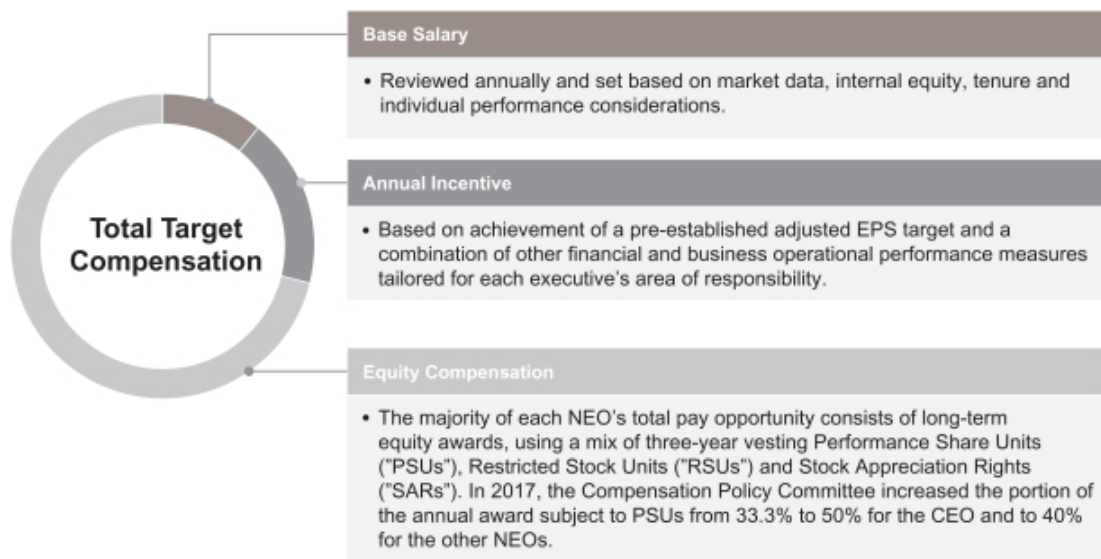 Base Salary
• Reviewed annually and set based on market data, internal equity, tenure and
individual performance considerations.
Total Target
Compensation
Annual Incentive
• Based on achievement of a pre-established adjusted EPS target and a
combination of other financial and business operational performance measures
tailored for each executive’s area of responsibility.
Equity Compensation
• The majority of each NEO’s total pay opportunity consists of long-term
equity awards, using a mix of three-year vesting Performance Share Units
(”PSUs”), Restricted Stock Units (”RSUs”) and Stock Appreciation Rights
(”SARs”). In 2017, the Compensation Policy Committee increased the portion of
the annual award subject to PSUs from 33.3% to 50% for the CEO and to 40%
for the other NEOs.